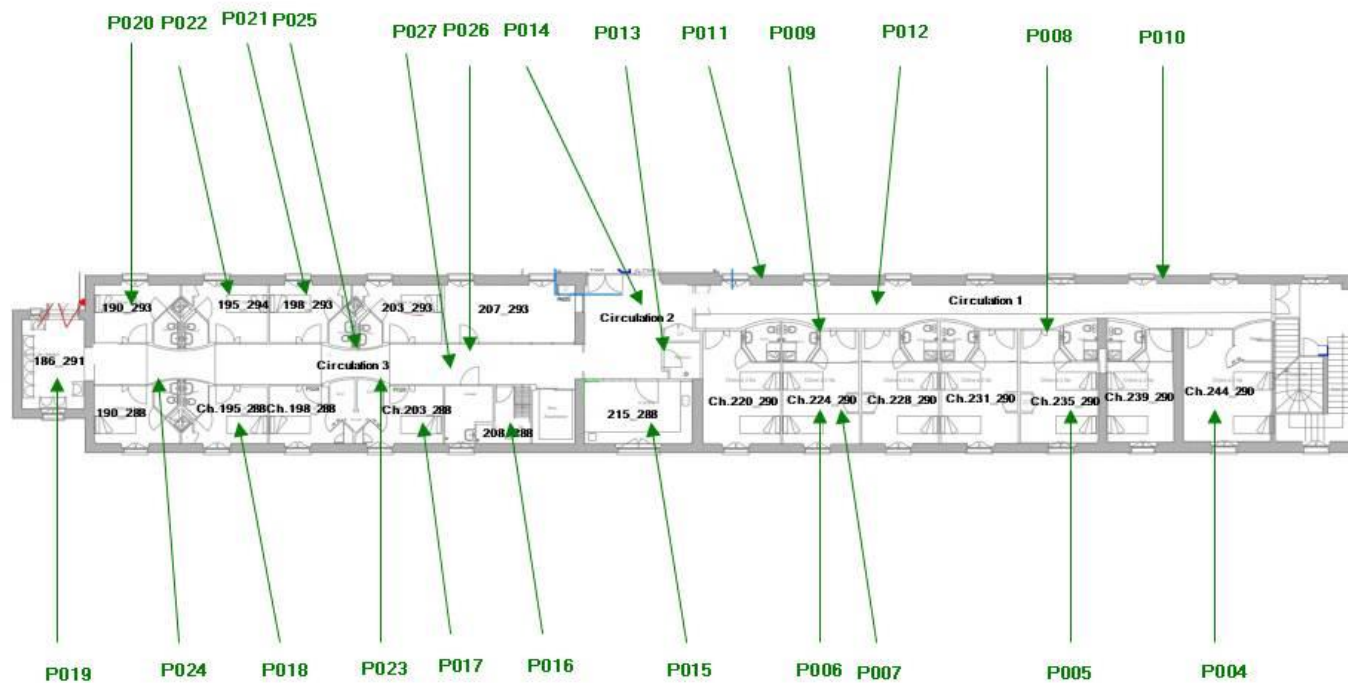 P020 P022 P021 P025 P027 P026 P014 P013 P011 P009 P012 P008 P010
190_293 195_294 198_293 203_293 207_293 Circulation 2 Circulation 1
186_291 Circulation 3
190_288 Ch.195_288 Ch.198_288 Ch.203_288 208_288 215_288 Ch.220_290 Ch.224_290 Ch.228_290 Ch.231_290 Ch.235_290 Ch.239_290 Ch.244_290
P019 P024 P018 P023 P017 P016 P015 P006 P007 P005 P004